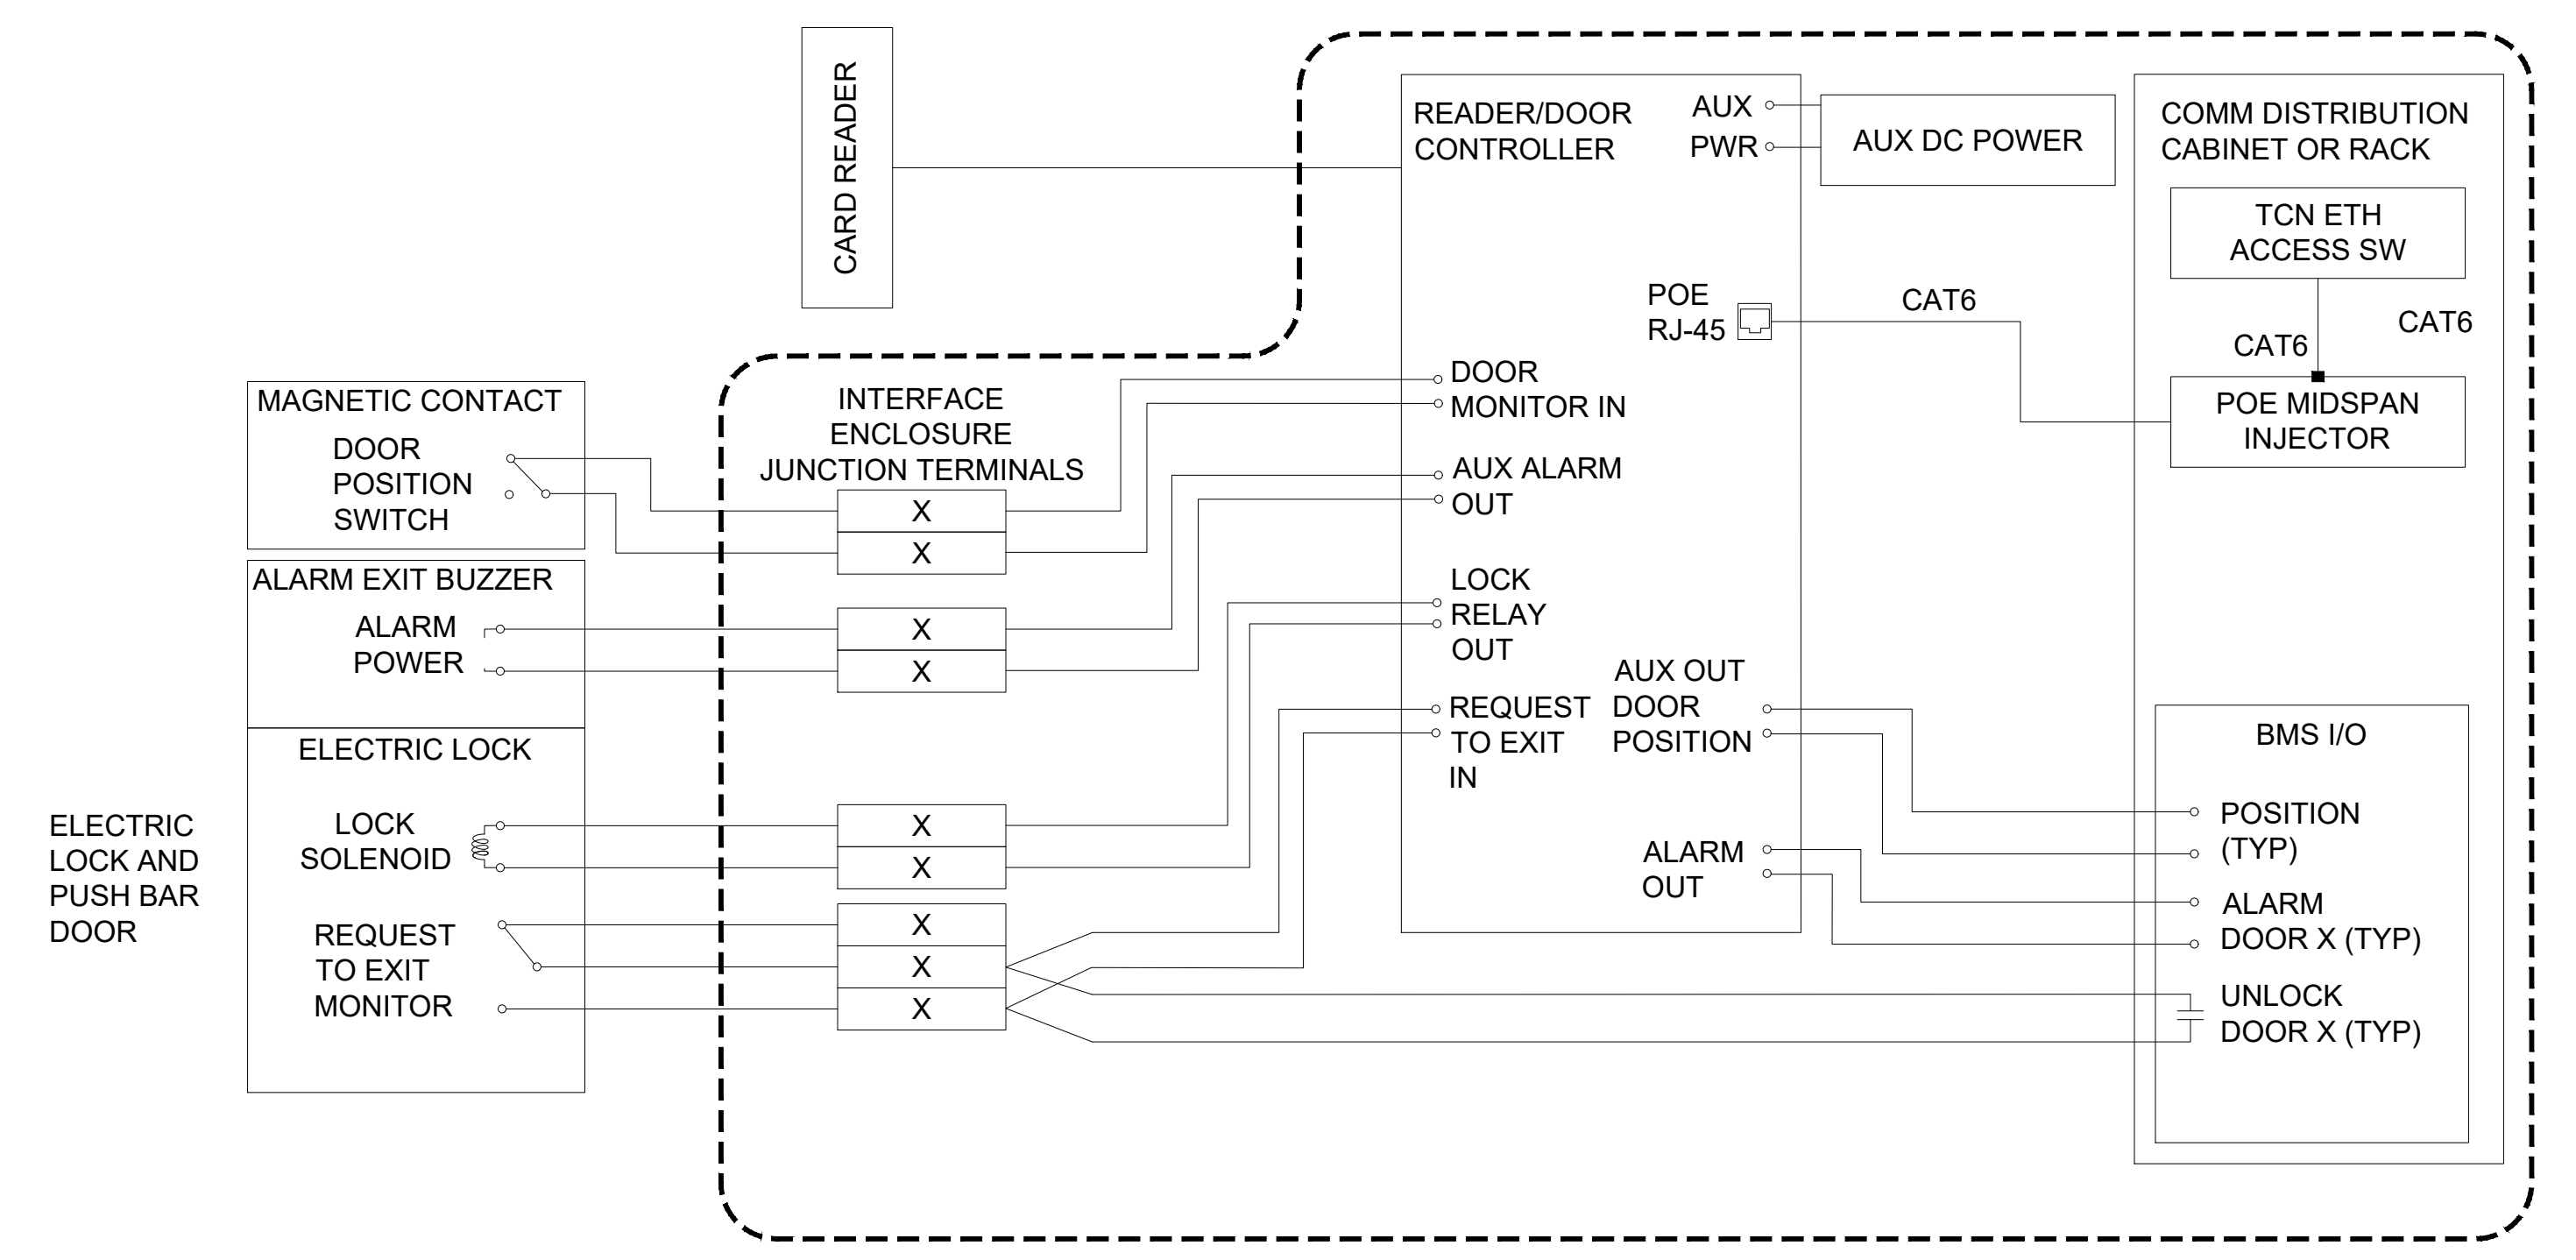 CARD READER
READER/DOOR
CONTROLLER
AUX
PWR
AUX DC POWER
COMM DISTRIBUTION
CABINET OR RACK
TCN ETH
ACCESS SW
POE
RJ-45
CAT6
CAT6
CAT6
POE MIDSPAN
INJECTOR
MAGNETIC CONTACT
DOOR
POSITION
SWITCH
INTERFACE
ENCLOSURE
JUNCTION TERMINALS
X
X
DOOR
MONITOR IN
AUX ALARM
OUT
ALARM EXIT BUZZER
ALARM
POWER
X
X
LOCK
RELAY
OUT
REQUEST
TO EXIT
IN
AUX OUT
DOOR
POSITION
ALARM
OUT
BMS I/O
POSITION
(TYP)
ALARM
DOOR X (TYP)
UNLOCK
DOOR X (TYP)
ELECTRIC
LOCK AND
PUSH BAR
DOOR
ELECTRIC LOCK
LOCK
SOLENOID
X
X
REQUEST
TO EXIT
MONITOR
X
X
X